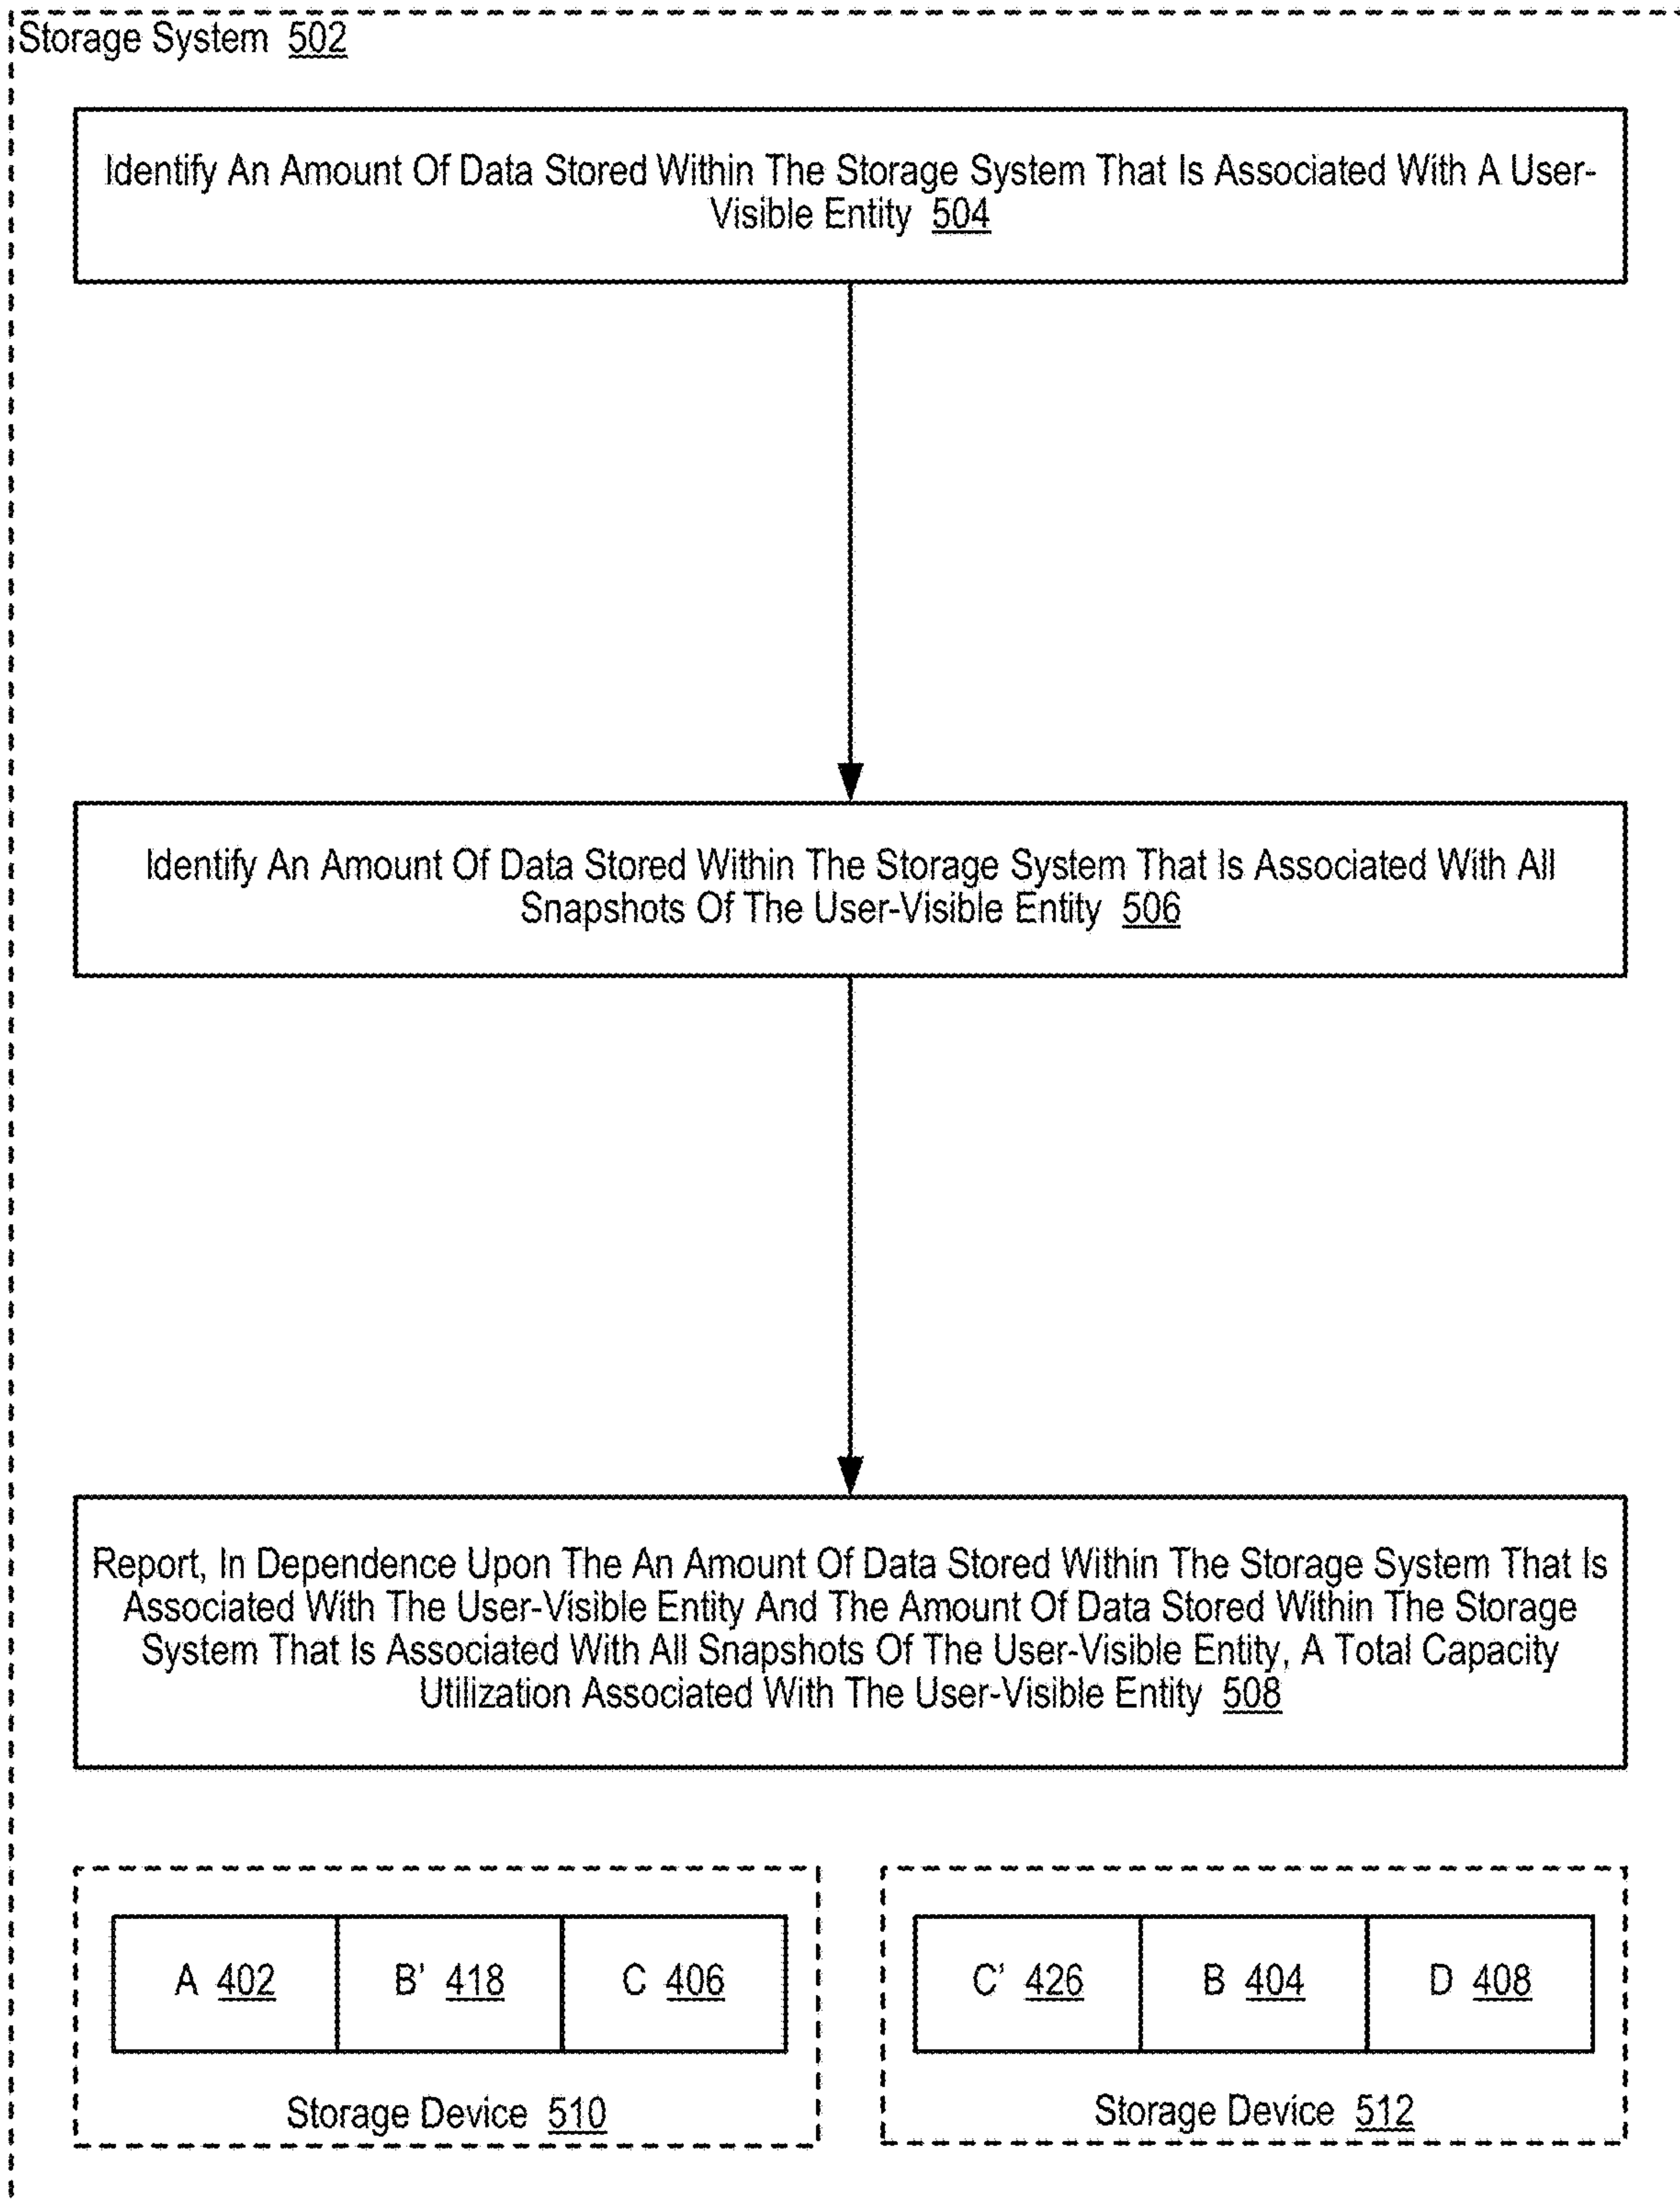 Storage System 502
Identify An Amount Of Data Stored Within The Storage System That Is Associated With A User-
Visible Entity 504
Identify An Amount Of Data Stored Within The Storage System That Is Associated With All
Snapshots Of The User-Visible Entity 506
Report, In Dependence Upon The An Amount Of Data Stored Within The Storage System That Is
Associated With The User-Visible Entity And The Amount Of Data Stored Within The Storage
System That Is Associated With All Snapshots Of The User-Visible Entity, A Total Capacity
Utilization Associated With The User-Visible Entity 508
A 402
B' 418
C 406
Storage Device 510
C' 426
B 404
D 408
Storage Device 512